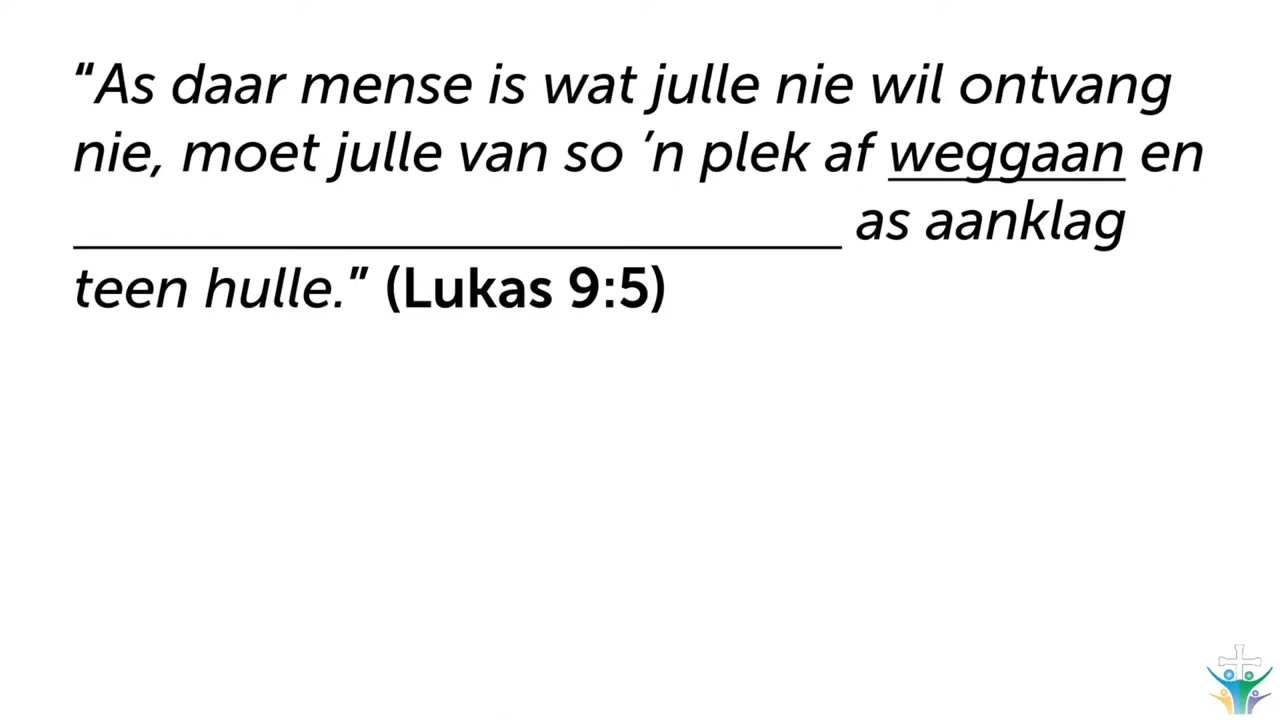 "As daar mense is wat julle nie wil ontvang
nie, moet julle van so ’n plek af weggaan en
_______________________________ as aanklag
teen hulle." (Lukas 9:5)